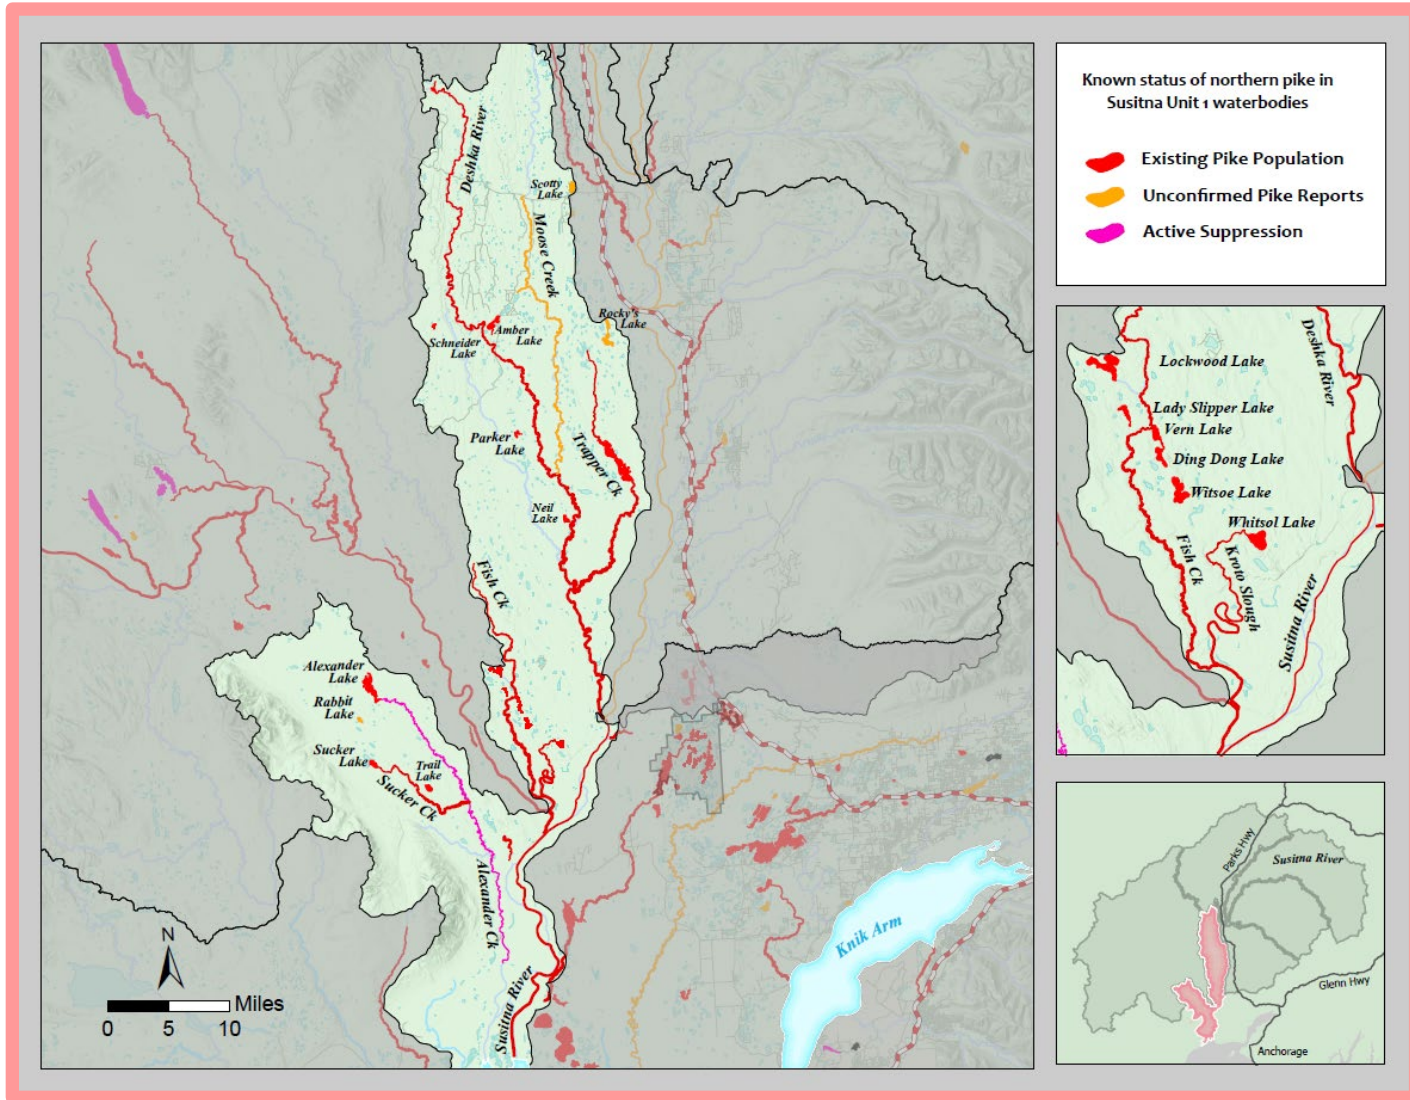 Known status of northern pike in
Susitna Unit 1 waterbodies
Existing Pike Population
Unconfirmed Pike Reports
Active Suppression
Deshka River
Scotty
Lake
Moose Creek
Rocky's
Lake
Amber
Lake
Schneider
Lake
Parker
Lake
Trapper Ck
Neil
Lake
Fish Ck
Alexander
Lake
Rabbit
Lake
Sucker
Lake
Trail
Lake
Sucker Ck
Alexander Ck
Knik Arm
Susitna River
N
Miles
0 5 10
Deshka River
Lockwood Lake
Lady Slipper Lake
Vern Lake
Ding Dong Lake
Witsoe Lake
Whitsol Lake
Fish Ck
Kroto Slough
Susitna River
Parks Hwy
Susitna River
Glenn Hwy
Anchorage